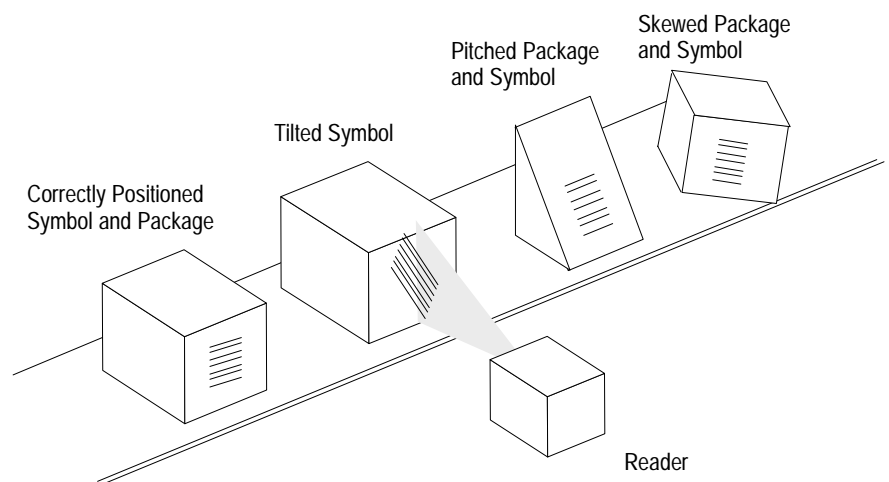 Skewed Package
and Symbol
Pitched Package
and Symbol
Tilted Symbol
Correctly Positioned
Symbol and Package
Reader